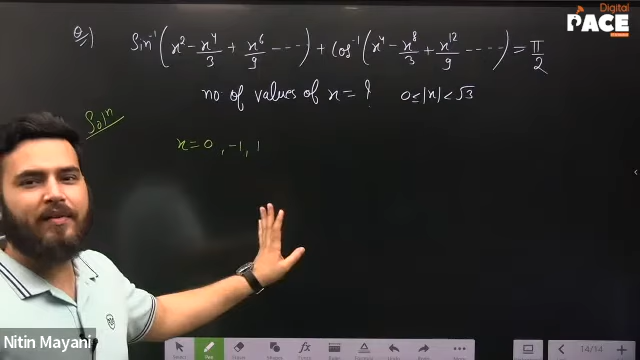 Digital
PACE
Q.) Sin⁻¹(x² - x⁴/3 + x⁶/9 ----) + Cos⁻¹(x⁴ - x⁸/3 + x¹²/9 ----) = π/2
no of values of x = ? 0 ≤ |x| < √3
Solⁿ
x = 0, -1, 1
Nitin Mayani
14/14